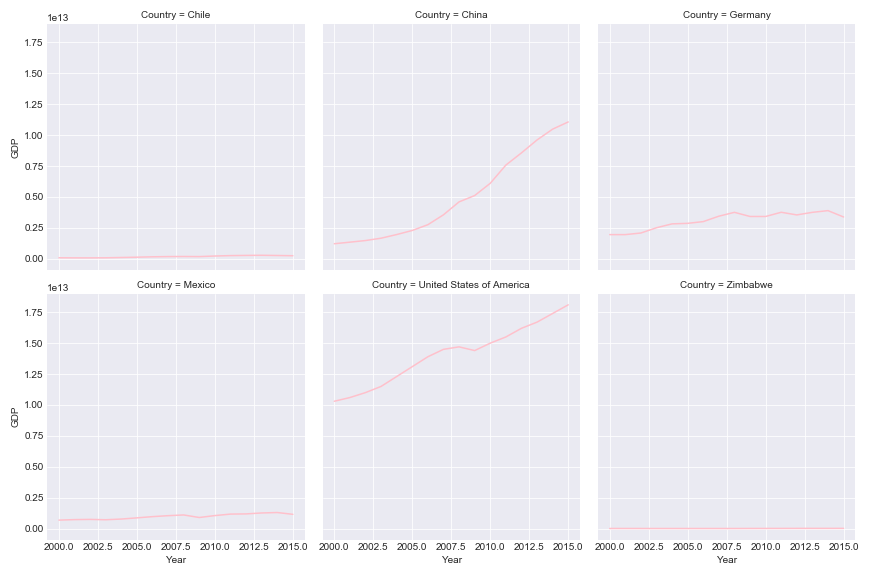 1e13
Country = Chile
Country = China
Country = Germany
1.75
1.50
1.25
1.00
0.75
0.50
0.25
0.00
GDP
1e13
Country = Mexico
Country = United States of America
Country = Zimbabwe
1.75
1.50
1.25
1.00
0.75
0.50
0.25
0.00
GDP
2000.0 2002.5 2005.0 2007.5 2010.0 2012.5 2015.0
Year
2000.0 2002.5 2005.0 2007.5 2010.0 2012.5 2015.0
Year
2000.0 2002.5 2005.0 2007.5 2010.0 2012.5 2015.0
Year